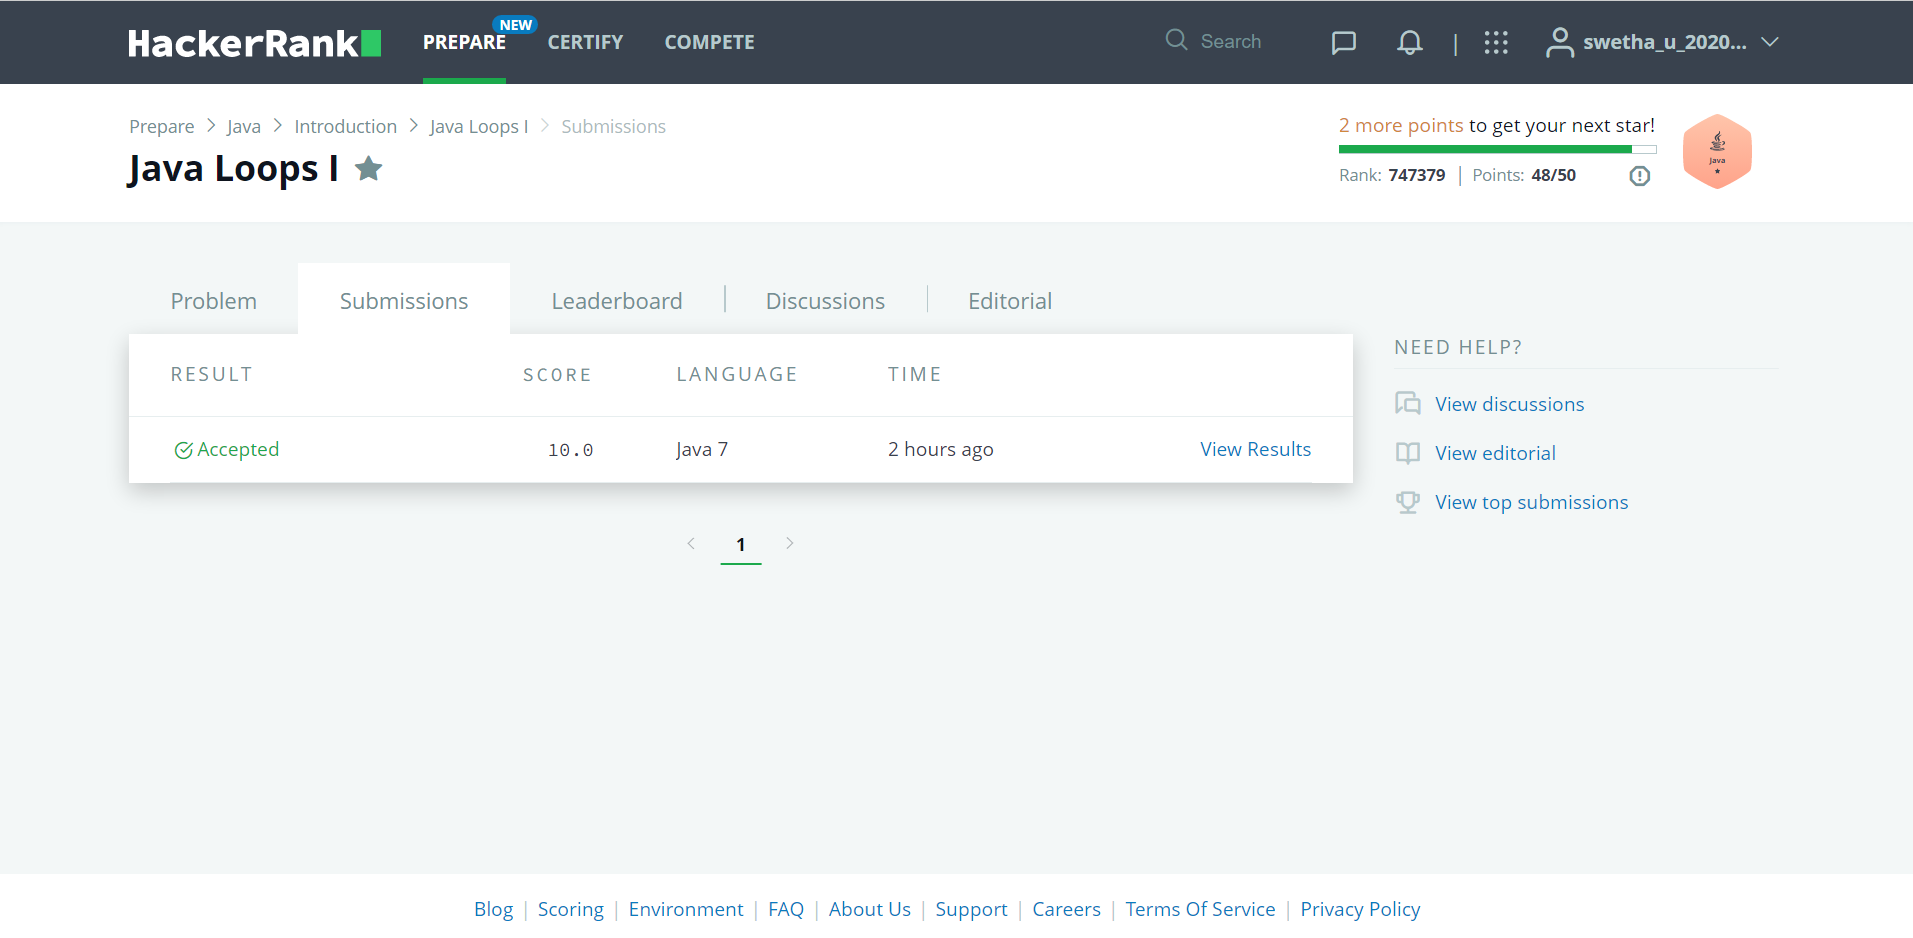 HackerRank
PREPARE
NEW
CERTIFY
COMPETE
Search
|
swetha_u_2020...
Prepare > Java > Introduction > Java Loops I > Submissions
Java Loops I
2 more points to get your next star!
Rank: 747379 | Points: 48/50
Java
Problem
Submissions
Leaderboard
Discussions
Editorial
RESULT SCORE LANGUAGE TIME
Accepted 10.0 Java 7 2 hours ago View Results
1
NEED HELP?
View discussions
View editorial
View top submissions
Blog | Scoring | Environment | FAQ | About Us | Support | Careers | Terms Of Service | Privacy Policy